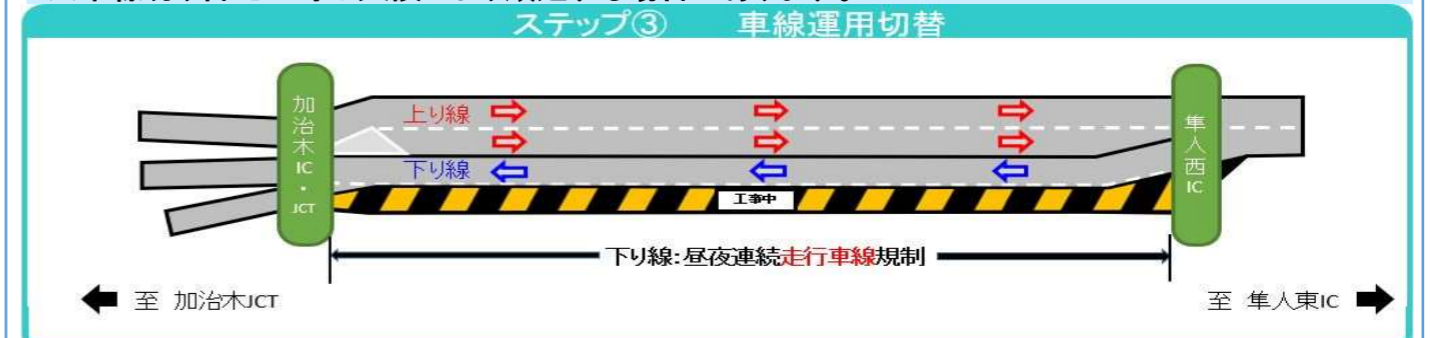 ステップ③ 車線運用切替
加治木IC・JCT
上り線
下り線
工事中
隼人西IC
下り線:昼夜連続走行車線規制
至 加治木JCT
至 隼人東IC